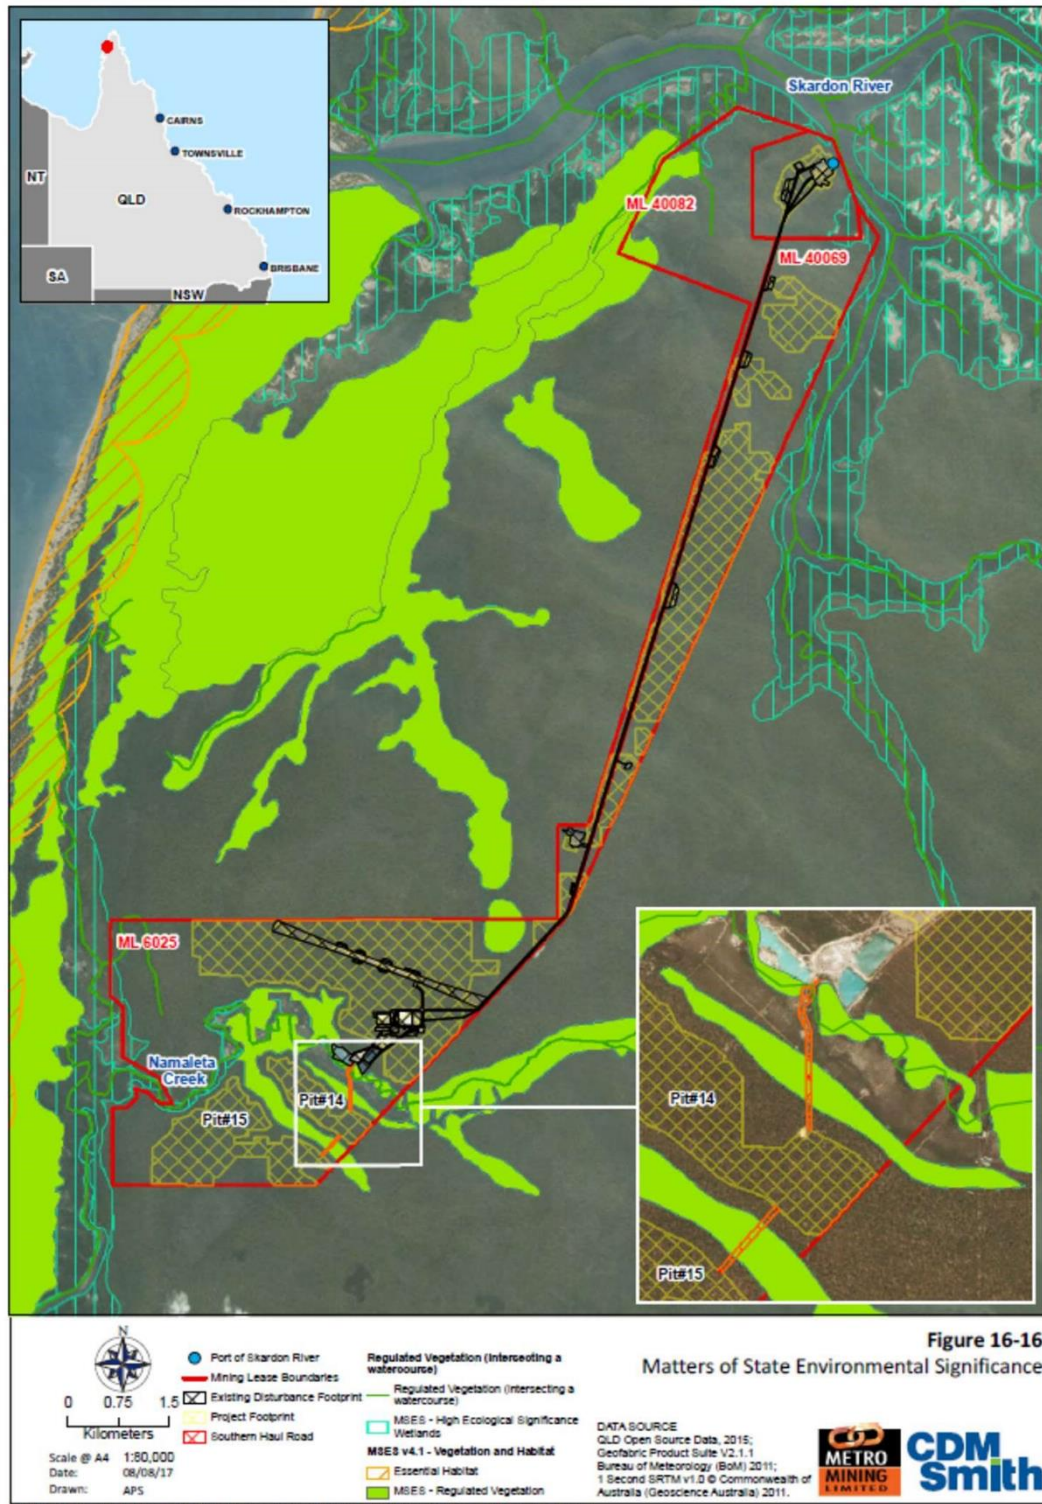 CAIRNS
TOWNSVILLE
NT
QLD
ROCKHAMPTON
SA
BRISBANE
NSW
Skardon River
ML 40082
ML 40069
ML 6025
Namaleta
Creek
Pit#14
Pit#15
Pit#14
Pit#15
N
0 0.75 1.5
Kilometers
Scale @ A4 1:80,000
Date: 08/08/17
Drawn: APS
Port of Skardon River
Mining Lease Boundaries
Existing Disturbance Footprint
Project Footprint
Southern Haul Road
Regulated Vegetation (Intersecting a
watercourse)
Regulated Vegetation (Intersecting a
watercourse)
MSES - High Ecological Significance
Wetlands
MSES v4.1 - Vegetation and Habitat
Essential Habitat
MSES - Regulated Vegetation
Figure 16-16
Matters of State Environmental Significance
DATA SOURCE
QLD Open Source Data, 2015;
Geofabric Product Suite V2.1.1
Bureau of Meteorology (BoM) 2011;
1 Second SRTM v1.0 © Commonwealth of
Australia (Geoscience Australia) 2011.
METRO
MINING
LIMITED
CDM
Smith